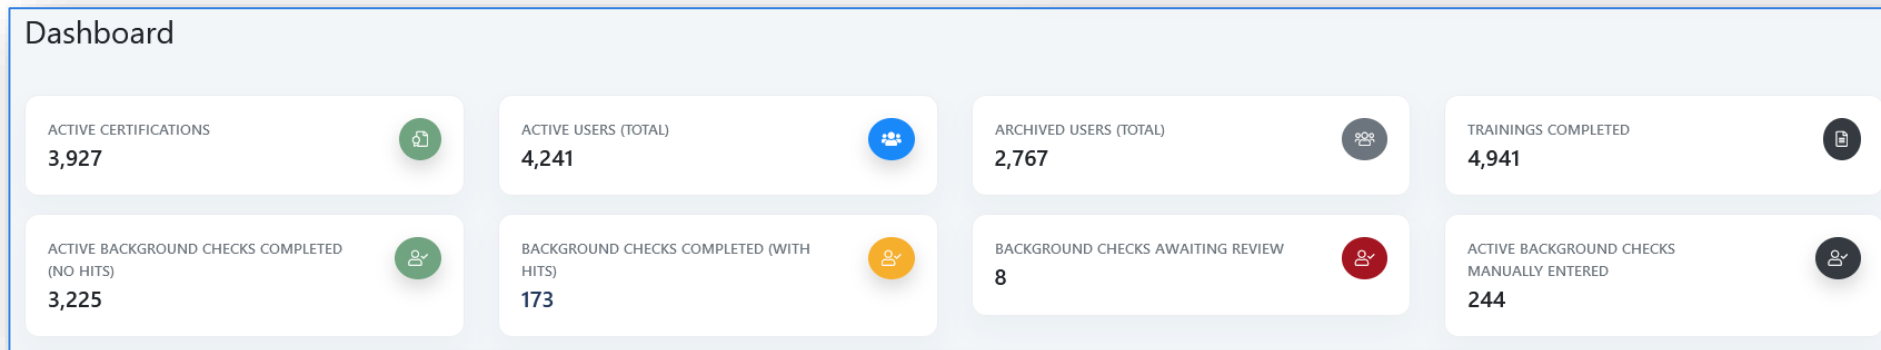 Dashboard
ACTIVE CERTIFICATIONS
3,927
ACTIVE USERS (TOTAL)
4,241
ARCHIVED USERS (TOTAL)
2,767
TRAININGS COMPLETED
4,941
ACTIVE BACKGROUND CHECKS COMPLETED
(NO HITS)
3,225
BACKGROUND CHECKS COMPLETED (WITH
HITS)
173
BACKGROUND CHECKS AWAITING REVIEW
8
ACTIVE BACKGROUND CHECKS
MANUALLY ENTERED
244